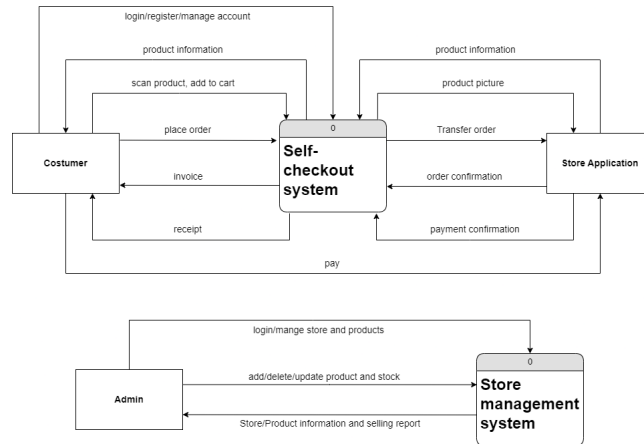 login/register/manage account
product information
product information
scan product, add to cart
product picture
0
place order
Transfer order
Costumer
Self-
checkout
system
Store Application
invoice
order confirmation
receipt
payment confirmation
pay
login/mange store and products
0
add/delete/update product and stock
Admin
Store
management
system
Store/Product information and selling report